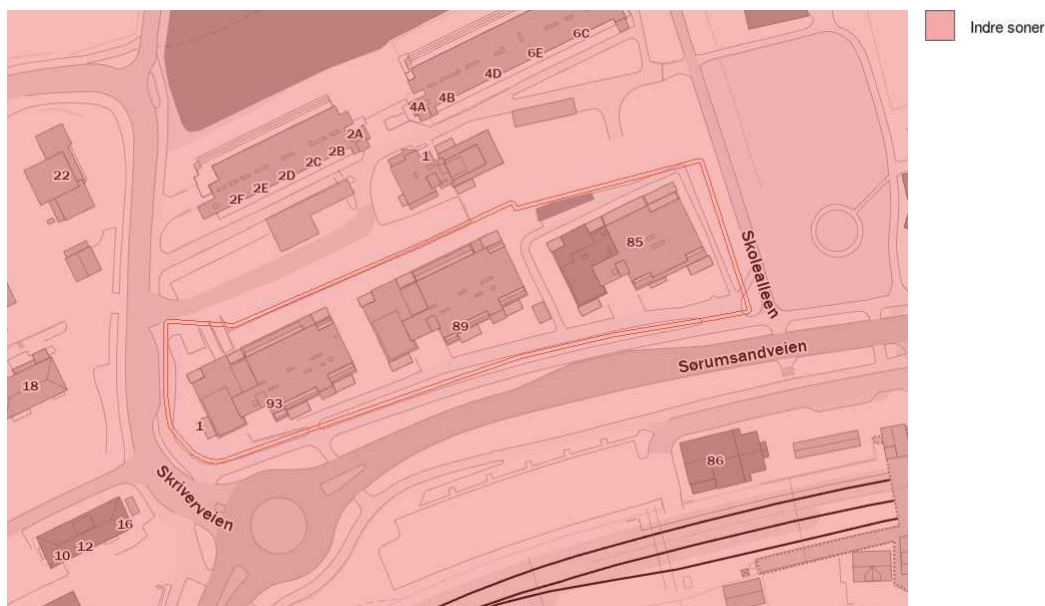 Indre soner
6C
6E
4D
4B
4A
2A
2B
2C
2D
2E
2F
1
22
85
89
93
1
18
86
16
12
10
Skolealleen
Sørumsandveien
Skriverveien